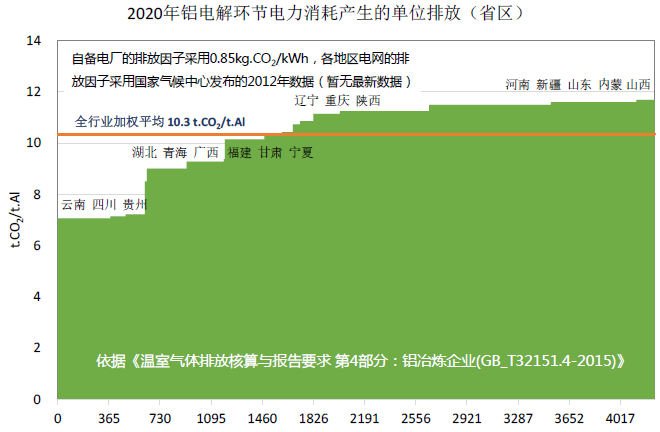 2020年铝电解环节电力消耗产生的单位排放（省区）
14
自备电厂的排放因子采用0.85kg.CO₂/kWh，各地区电网的排
放因子采用国家气候中心发布的2012年数据（暂无最新数据）
12
河南 新疆 山东 内蒙 山西
辽宁 重庆 陕西
全行业加权平均 10.3 t.CO₂/t.Al
10
湖北 青海 广西 福建 甘肃 宁夏
8
云南 四川 贵州
t.CO₂/t.Al
6
4
2
依据《温室气体排放核算与报告要求 第4部分：铝冶炼企业(GB_T32151.4-2015)》
0
0 365 730 1095 1460 1826 2191 2556 2921 3287 3652 4017